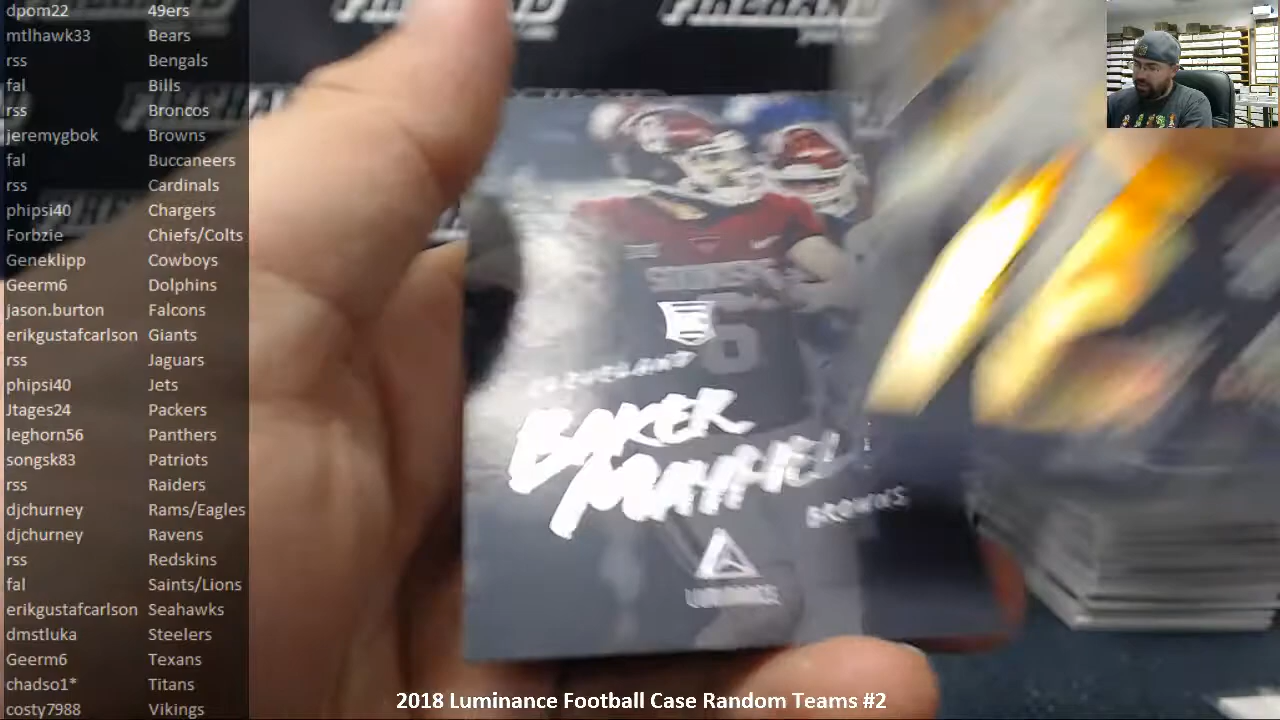 dpom22 49ers
mtlhawk33 Bears
rss Bengals
fal Bills
rss Broncos
jeremygbok Browns
fal Buccaneers
rss Cardinals
phipsi40 Chargers
Forbzie Chiefs/Colts
Geneklipp Cowboys
Geerm6 Dolphins
jason.burton Falcons
erikgustafcarlson Giants
rss Jaguars
phipsi40 Jets
Jtages24 Packers
leghorn56 Panthers
songsk83 Patriots
rss Raiders
djchurney Rams/Eagles
djchurney Ravens
rss Redskins
fal Saints/Lions
erikgustafcarlson Seahawks
dmstluka Steelers
Geerm6 Texans
chadso1* Titans
costy7988 Vikings
6
CLEVELAND
BAKER
BROWNS
LUMINANCE
2018 Luminance Football Case Random Teams #2